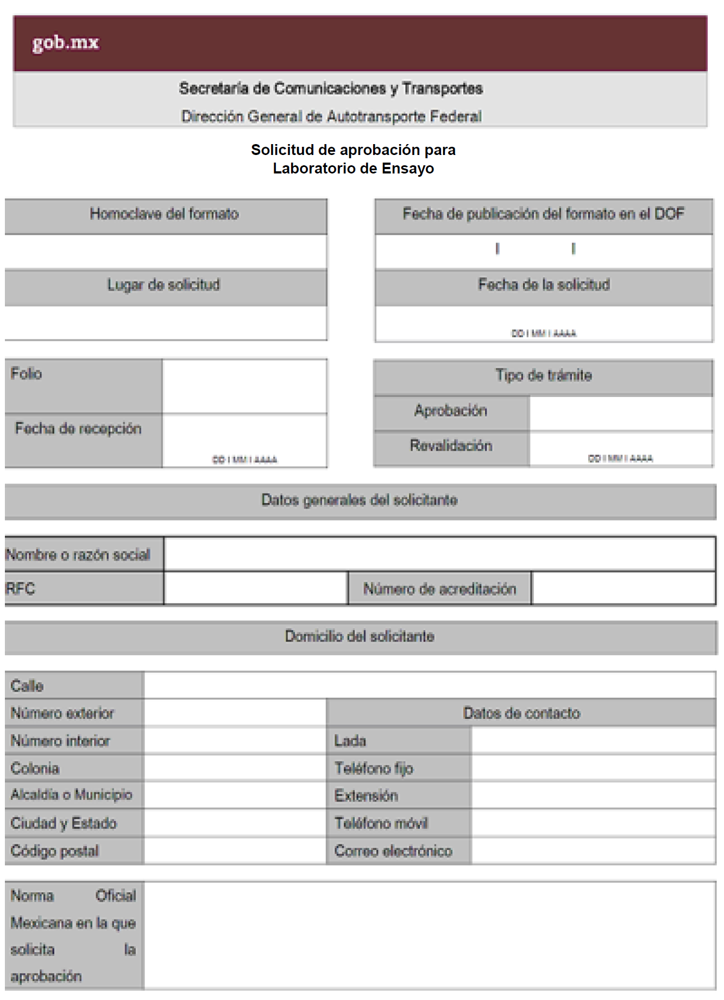 gob.mx
Secretaría de Comunicaciones y Transportes
Dirección General de Autotransporte Federal
Solicitud de aprobación para
Laboratorio de Ensayo
Homoclave del formato
Fecha de publicación del formato en el DOF
| |
Lugar de solicitud
Fecha de la solicitud
DD | MM | AAAA
Folio
Fecha de recepción
DD | MM | AAAA
Tipo de trámite
Aprobación
Revalidación
DD | MM | AAAA
Datos generales del solicitante
Nombre o razón social
RFC
Número de acreditación
Domicilio del solicitante
Calle
Número exterior
Datos de contacto
Número interior
Lada
Colonia
Teléfono fijo
Alcaldía o Municipio
Extensión
Ciudad y Estado
Teléfono móvil
Código postal
Correo electrónico
Norma Oficial
Mexicana en la que
solicita la
aprobación